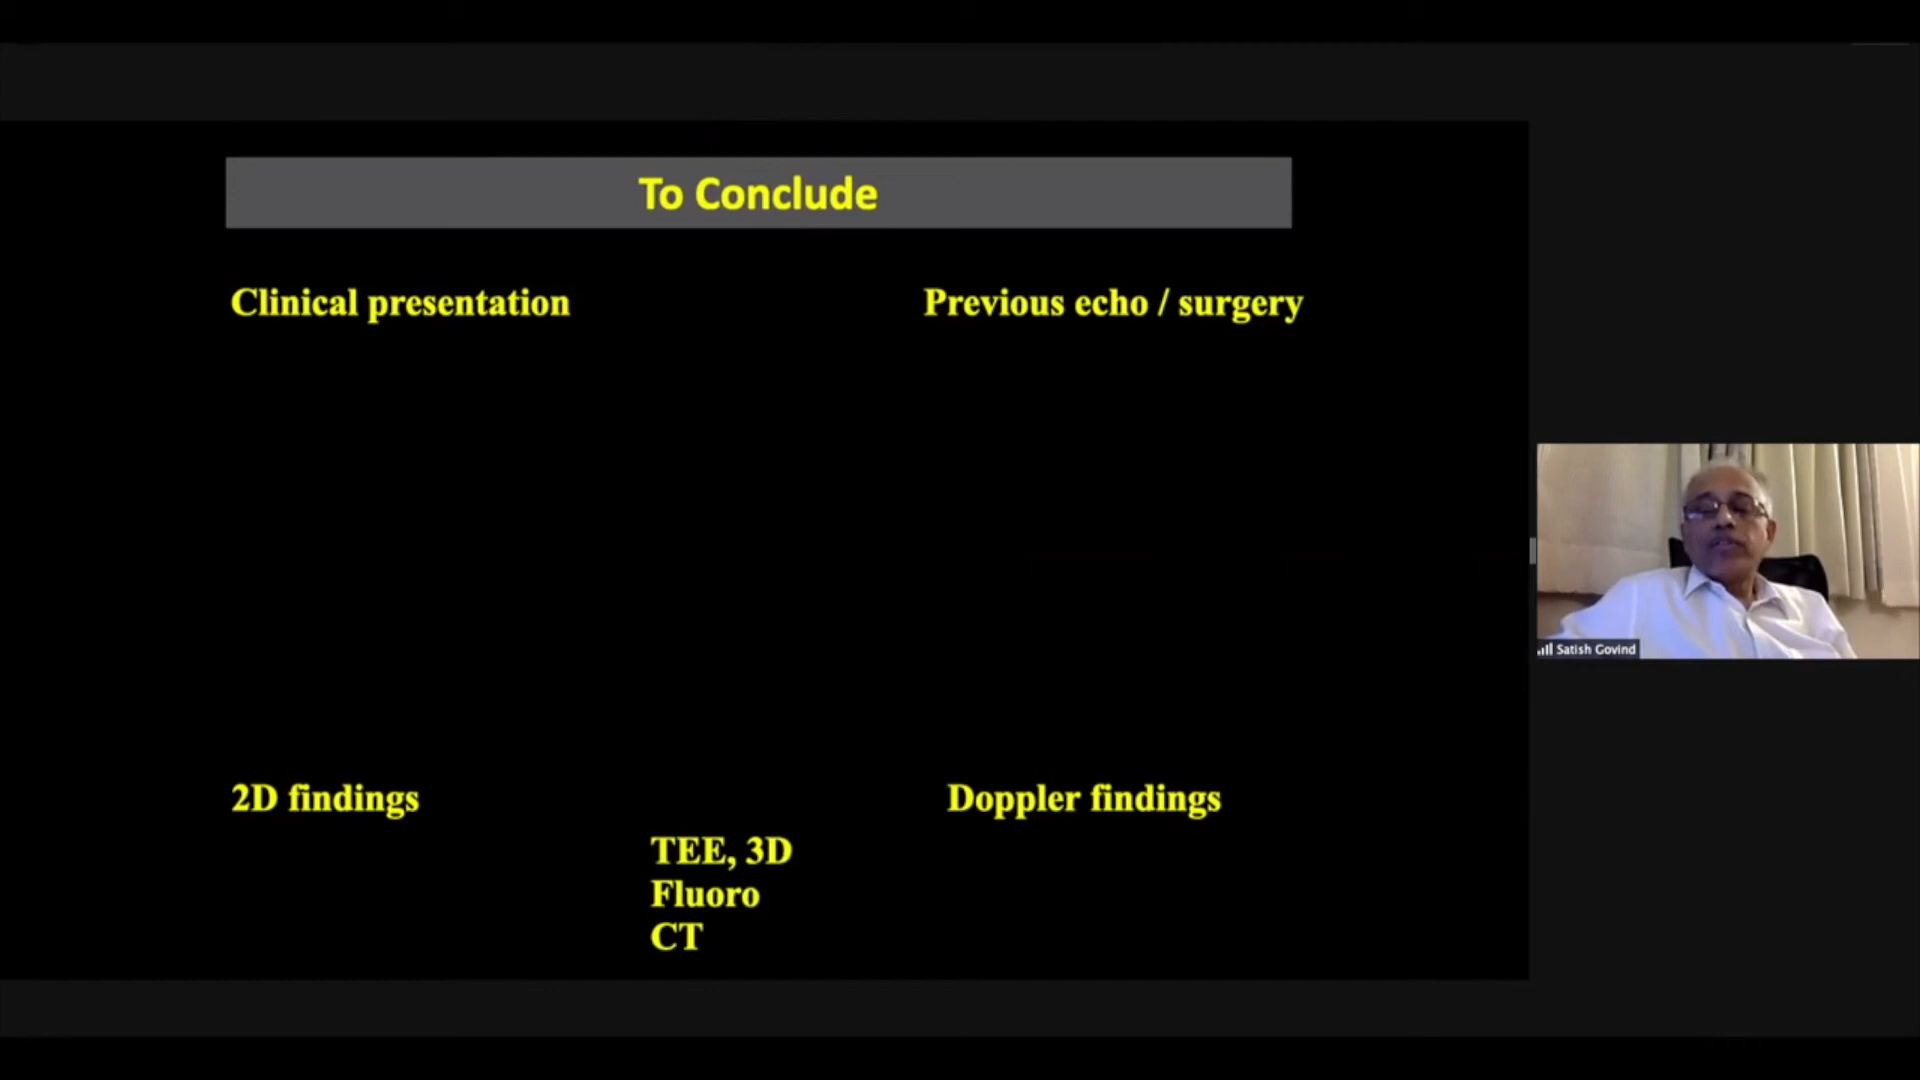 To Conclude
Clinical presentation
Previous echo / surgery
2D findings
Doppler findings
TEE, 3D
Fluoro
CT
Satish Govind